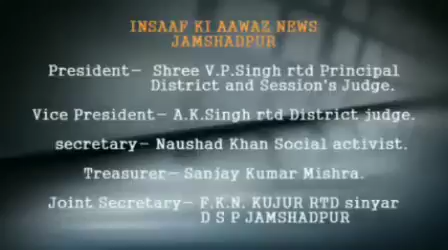 INSAAF KI AAWAZ NEWS
JAMSHADPUR
President- Shree V.P.Singh rtd Principal
District and Session's Judge.
Vice President- A.K.Singh rtd District judge.
secretary- Naushad Khan Social activist.
Treasurer- Sanjay Kumar Mishra.
Joint Secretary- F.K.N. KUJUR RTD sinyar
D S P JAMSHADPUR